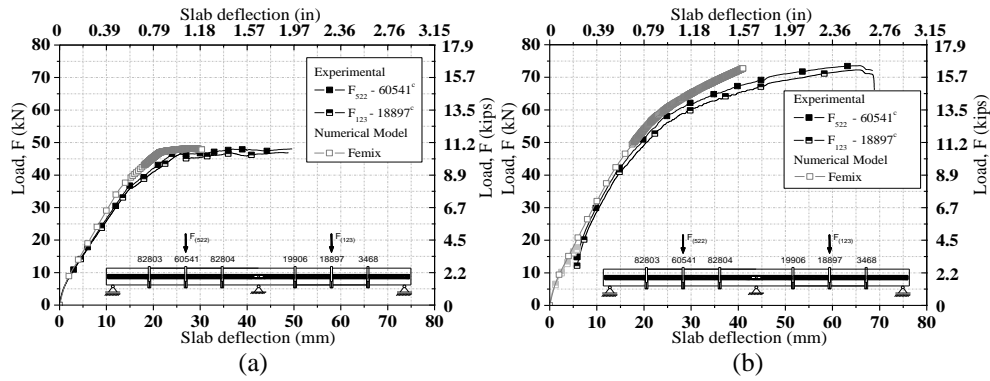 Slab deflection (in)
0 0.39 0.79 1.18 1.57 1.97 2.36 2.76 3.15
80 70 60 50 40 30 20 10 0
Load, F (kN)
17.9 15.7 13.5 11.2 8.9 6.7 4.5 2.2 0
Load, F (kips)
Experimental
F522 - 60541c
F123 - 18897c
Numerical Model
Femix
F(522) F(123)
82803 60541 82804 19906 18897 3468
0 10 20 30 40 50 60 70 80
Slab deflection (mm)
(a)
Slab deflection (in)
0 0.39 0.79 1.18 1.57 1.97 2.36 2.76 3.15
80 70 60 50 40 30 20 10 0
Load, F (kN)
17.9 15.7 13.5 11.2 8.9 6.7 4.5 2.2 0
Load, F (kips)
Experimental
F522 - 60541c
F123 - 18897c
Numerical Model
Femix
F(522) F(123)
82803 60541 82804 19906 18897 3468
0 10 20 30 40 50 60 70 80
Slab deflection (mm)
(b)